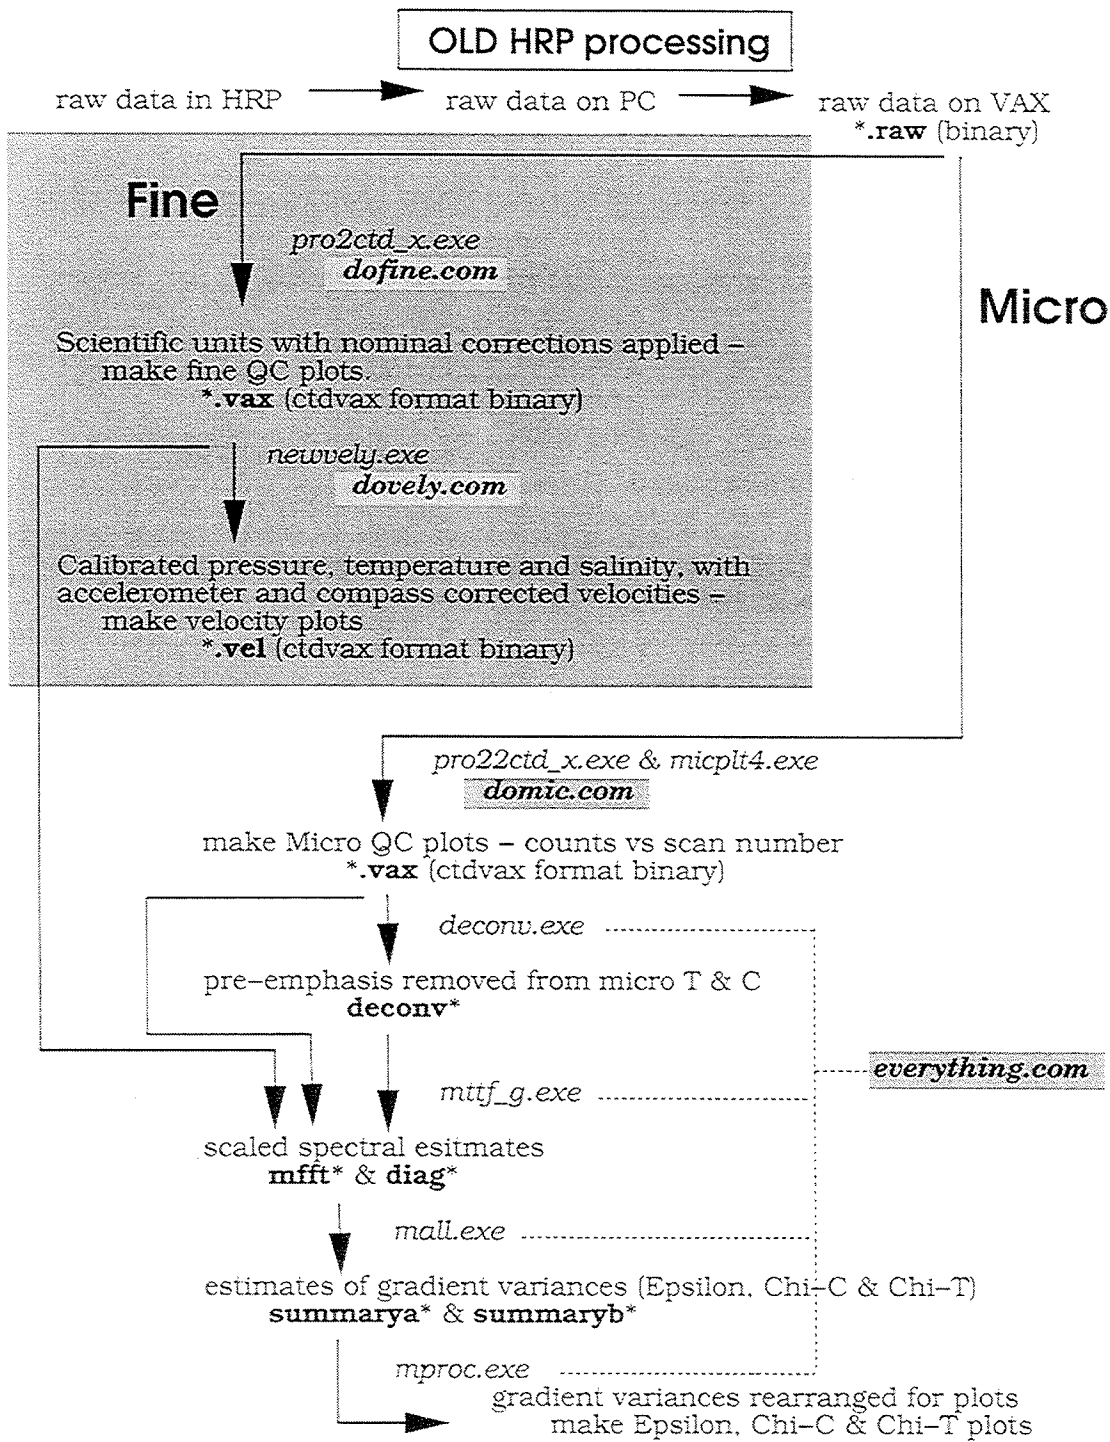 OLD HRP processing
raw data in HRP
raw data on PC
raw data on VAX
*.raw (binary)
Fine
pro2ctd_x.exe
dofine.com
Micro
Scientific units with nominal corrections applied –
make fine QC plots.
*.vax (ctdvax format binary)
newvely.exe
dovely.com
Calibrated pressure, temperature and salinity, with
accelerometer and compass corrected velocities –
make velocity plots
*.vel (ctdvax format binary)
pro22ctd_x.exe & micplt4.exe
domic.com
make Micro QC plots – counts vs scan number
*.vax (ctdvax format binary)
deconv.exe
pre–emphasis removed from micro T & C
deconv*
everything.com
mttf_g.exe
scaled spectral esitmates
mfft* & diag*
mall.exe
estimates of gradient variances (Epsilon, Chi–C & Chi–T)
summarya* & summaryb*
mproc.exe
gradient variances rearranged for plots
make Epsilon, Chi–C & Chi–T plots